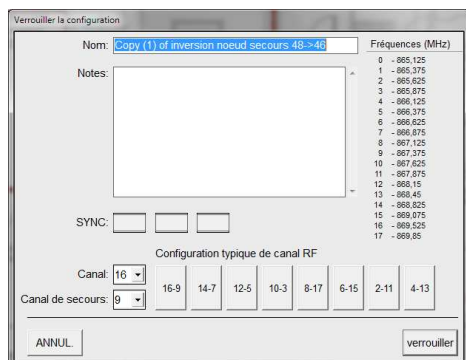 Verrouiller la configuration
Nom: Copy (1) of inversion noeud secours 48->46
Notes:
Fréquences (MHz)
0 - 865,125
1 - 865,375
2 - 865,625
3 - 865,875
4 - 866,125
5 - 866,375
6 - 866,625
7 - 866,875
8 - 867,125
9 - 867,375
10 - 867,625
11 - 867,875
12 - 868,15
13 - 868,45
14 - 868,825
15 - 869,075
16 - 869,525
17 - 869,85
SYNC:
Configuration typique de canal RF
Canal: 16
Canal de secours: 9
16-9 14-7 12-5 10-3 8-17 6-15 2-11 4-13
ANNUL. verrouiller